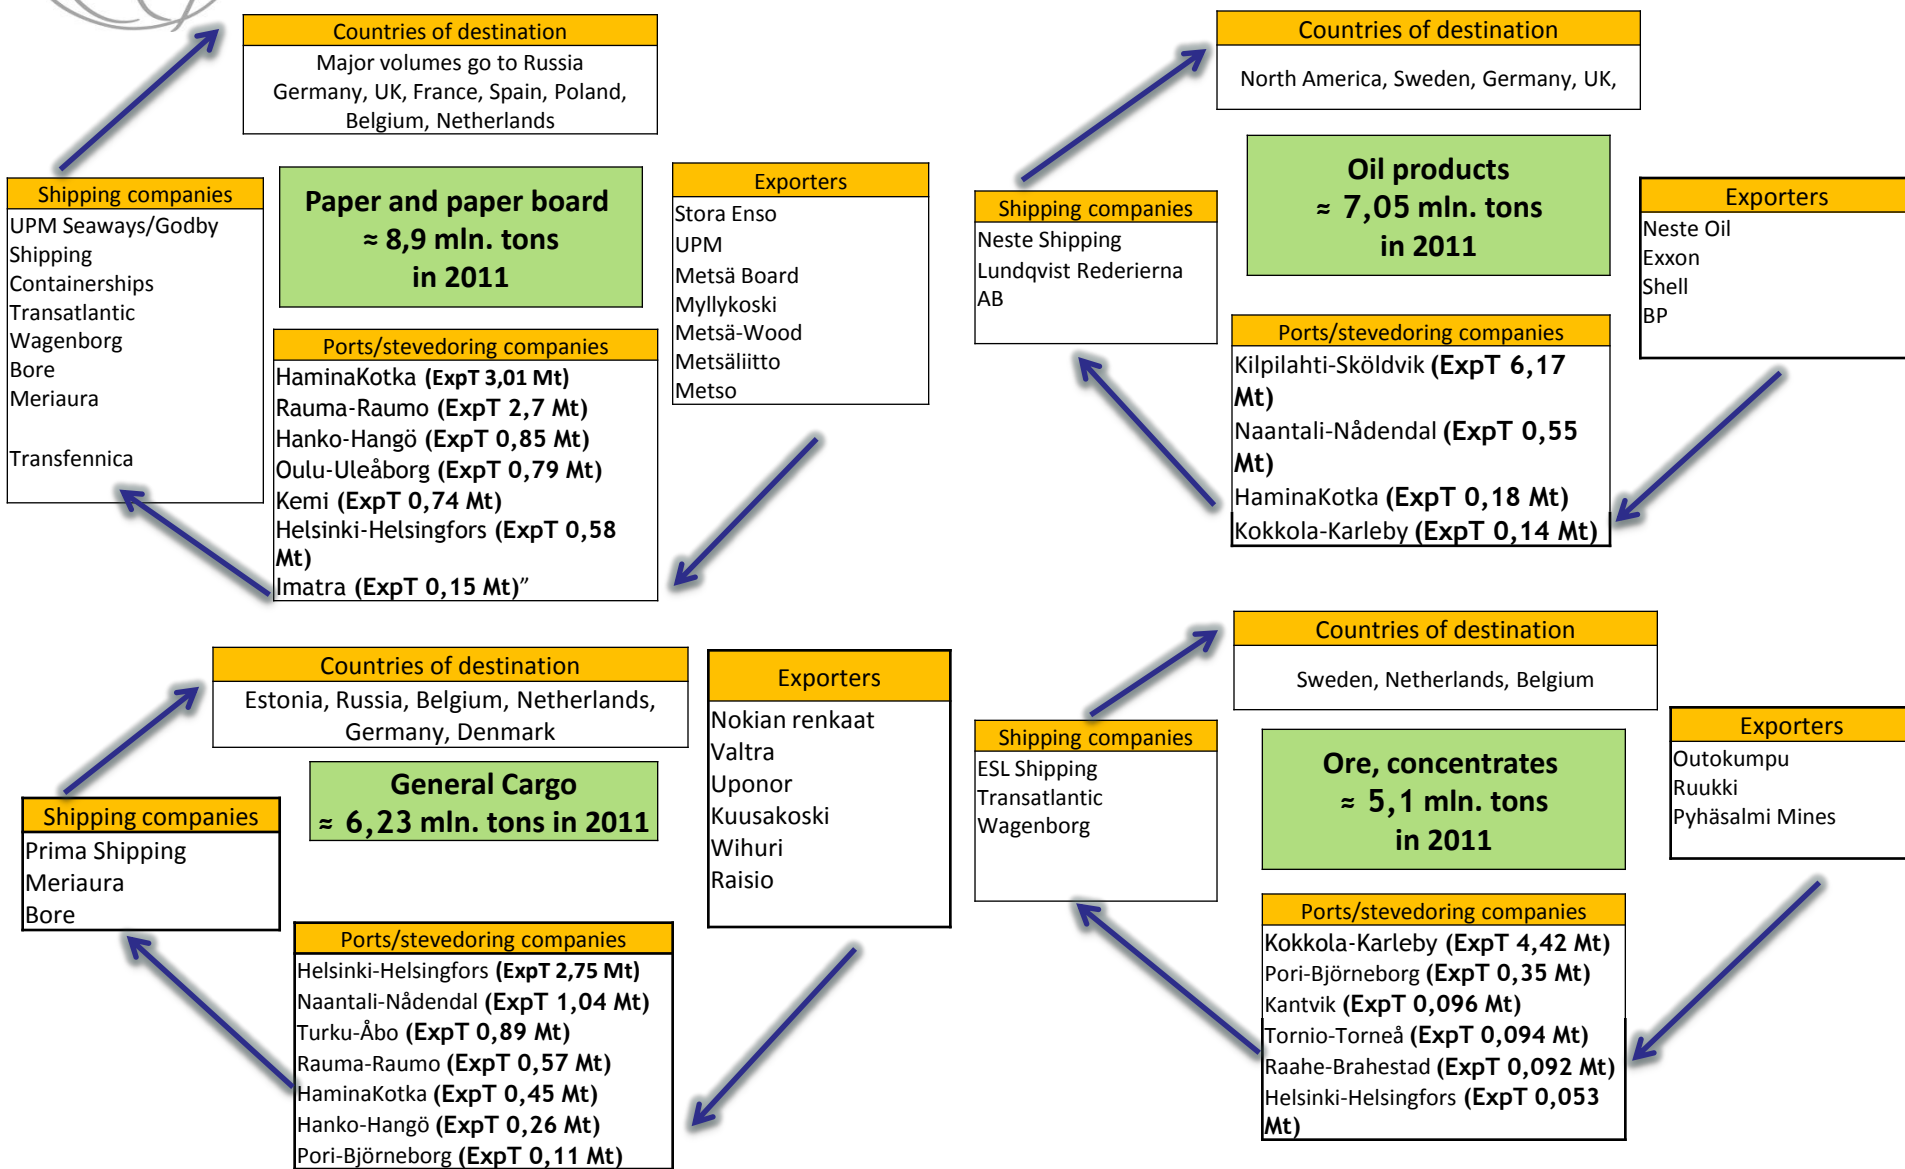 Countries of destination
Major volumes go to Russia
Germany, UK, France, Spain, Poland,
Belgium, Netherlands
Shipping companies
UPM Seaways/Godby
Shipping
Containerships
Transatlantic
Wagenborg
Bore
Meriaura
Transfennica
Paper and paper board
≈ 8,9 mln. tons
in 2011
Exporters
Stora Enso
UPM
Metsä Board
Myllykoski
Metsä-Wood
Metsäliitto
Metso
Ports/stevedoring companies
HaminaKotka (ExpT 3,01 Mt)
Rauma-Raumo (ExpT 2,7 Mt)
Hanko-Hangö (ExpT 0,85 Mt)
Oulu-Uleåborg (ExpT 0,79 Mt)
Kemi (ExpT 0,74 Mt)
Helsinki-Helsingfors (ExpT 0,58
Mt)
Imatra (ExpT 0,15 Mt)”
Countries of destination
North America, Sweden, Germany, UK,
Shipping companies
Neste Shipping
Lundqvist Rederierna
AB
Oil products
≈ 7,05 mln. tons
in 2011
Exporters
Neste Oil
Exxon
Shell
BP
Ports/stevedoring companies
Kilpilahti-Sköldvik (ExpT 6,17
Mt)
Naantali-Nådendal (ExpT 0,55
Mt)
HaminaKotka (ExpT 0,18 Mt)
Kokkola-Karleby (ExpT 0,14 Mt)
Countries of destination
Estonia, Russia, Belgium, Netherlands,
Germany, Denmark
Shipping companies
Prima Shipping
Meriaura
Bore
General Cargo
≈ 6,23 mln. tons in 2011
Exporters
Nokian renkaat
Valtra
Uponor
Kuusakoski
Wihuri
Raisio
Ports/stevedoring companies
Helsinki-Helsingfors (ExpT 2,75 Mt)
Naantali-Nådendal (ExpT 1,04 Mt)
Turku-Åbo (ExpT 0,89 Mt)
Rauma-Raumo (ExpT 0,57 Mt)
HaminaKotka (ExpT 0,45 Mt)
Hanko-Hangö (ExpT 0,26 Mt)
Pori-Björneborg (ExpT 0,11 Mt)
Countries of destination
Sweden, Netherlands, Belgium
Shipping companies
ESL Shipping
Transatlantic
Wagenborg
Ore, concentrates
≈ 5,1 mln. tons
in 2011
Exporters
Outokumpu
Ruukki
Pyhäsalmi Mines
Ports/stevedoring companies
Kokkola-Karleby (ExpT 4,42 Mt)
Pori-Björneborg (ExpT 0,35 Mt)
Kantvik (ExpT 0,096 Mt)
Tornio-Torneå (ExpT 0,094 Mt)
Raahe-Brahestad (ExpT 0,092 Mt)
Helsinki-Helsingfors (ExpT 0,053
Mt)